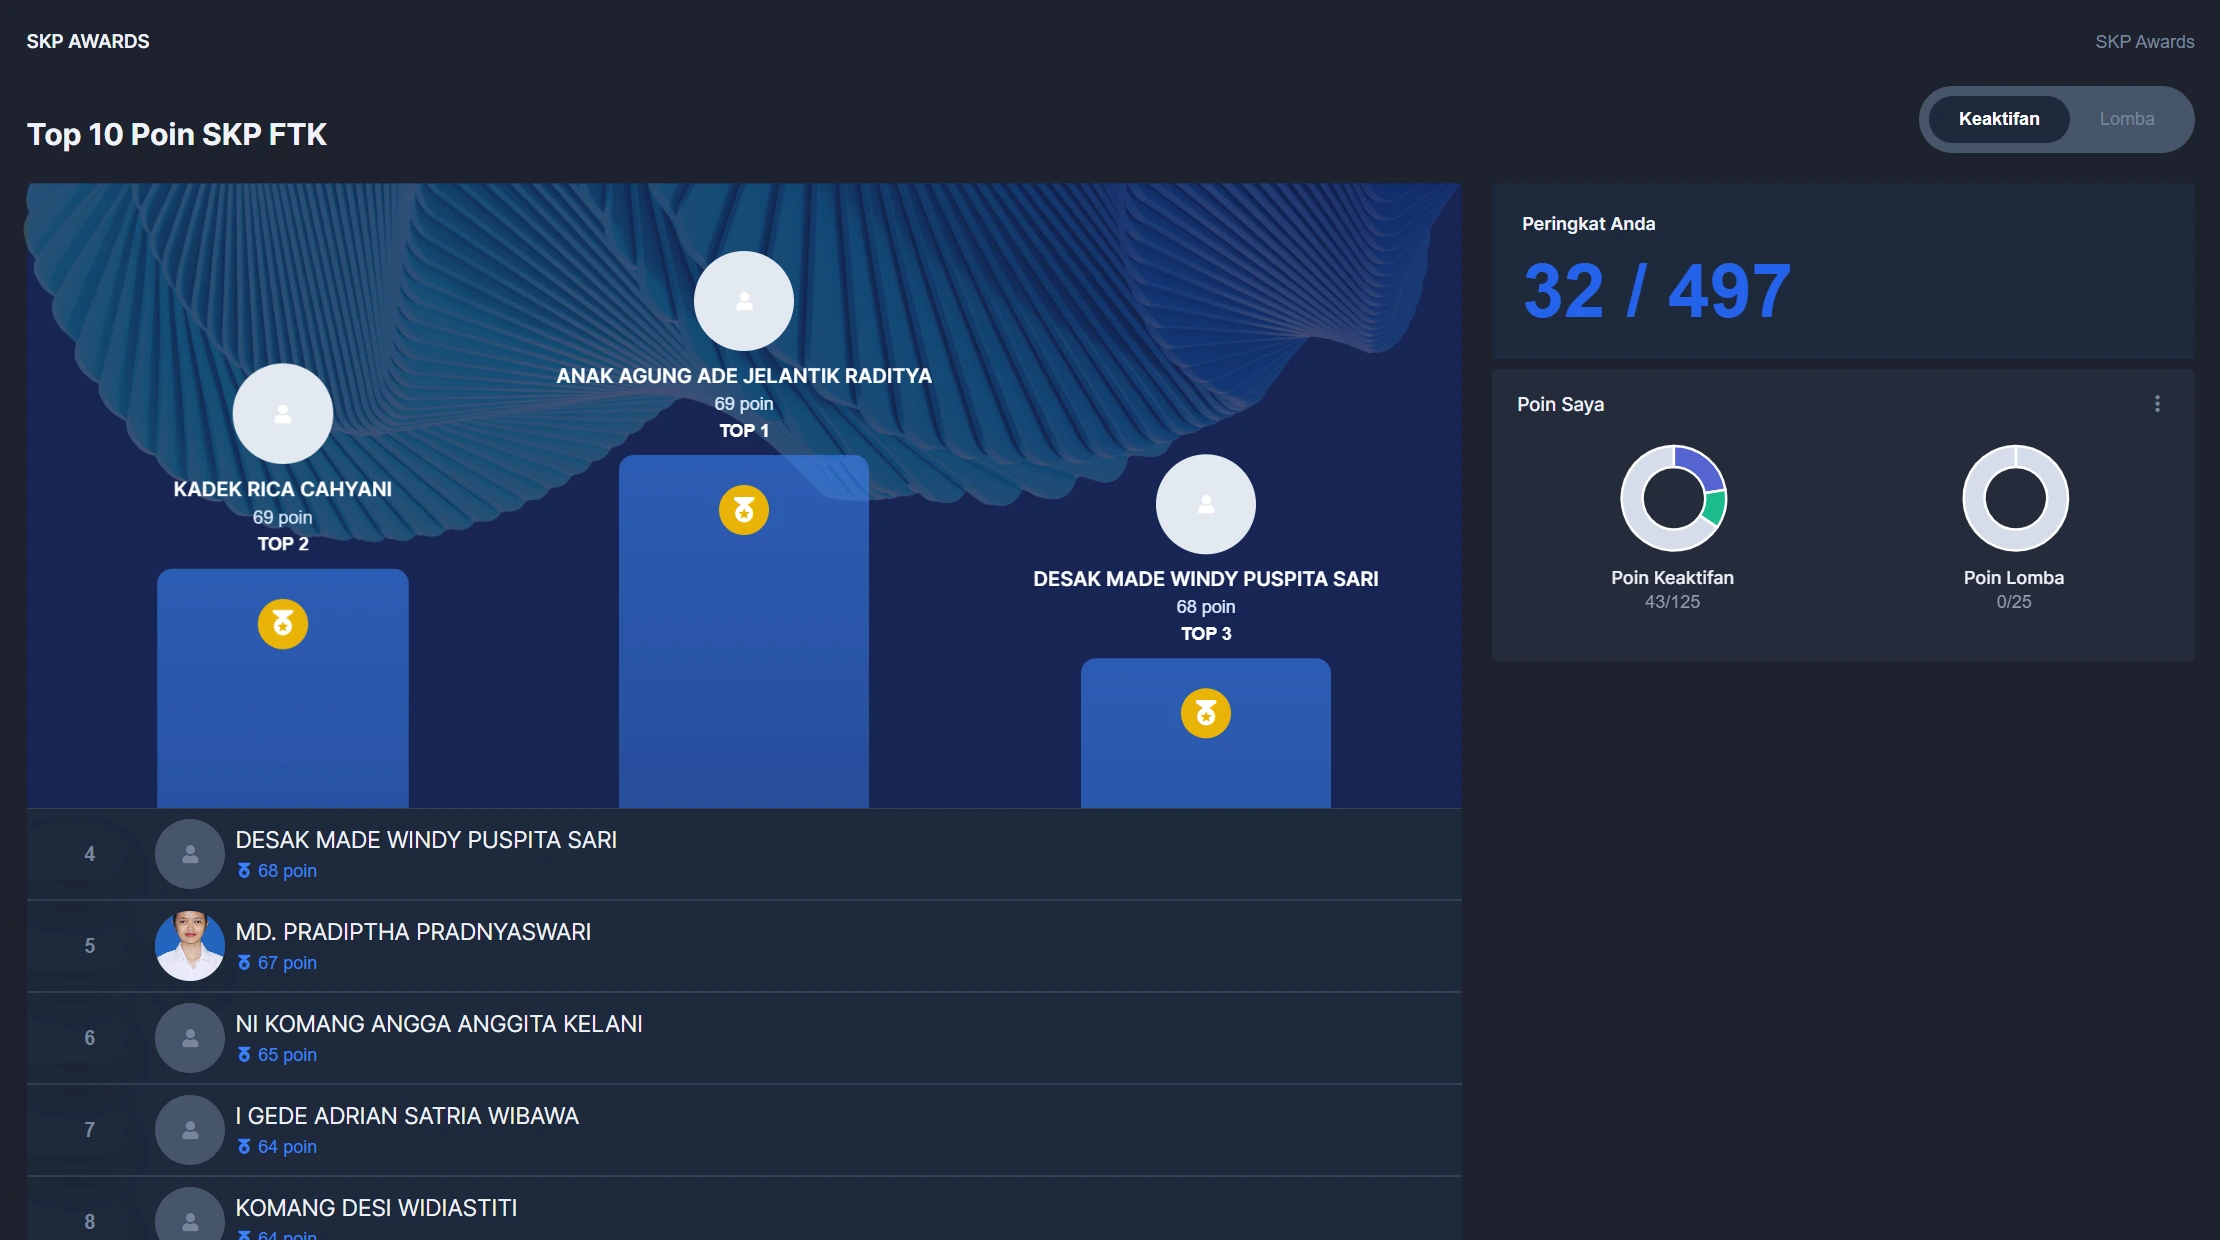 SKP AWARDS
SKP Awards
Top 10 Poin SKP FTK
Keaktifan
Lomba
ANAK AGUNG ADE JELANTIK RADITYA
69 poin
TOP 1
KADEK RICA CAHYANI
69 poin
TOP 2
DESAK MADE WINDY PUSPITA SARI
68 poin
TOP 3
4
DESAK MADE WINDY PUSPITA SARI
68 poin
5
MD. PRADIPTHA PRADNYASWARI
67 poin
6
NI KOMANG ANGGA ANGGITA KELANI
65 poin
7
I GEDE ADRIAN SATRIA WIBAWA
64 poin
8
KOMANG DESI WIDIASTITI
64 poin
Peringkat Anda
32 / 497
Poin Saya
Poin Keaktifan
43/125
Poin Lomba
0/25